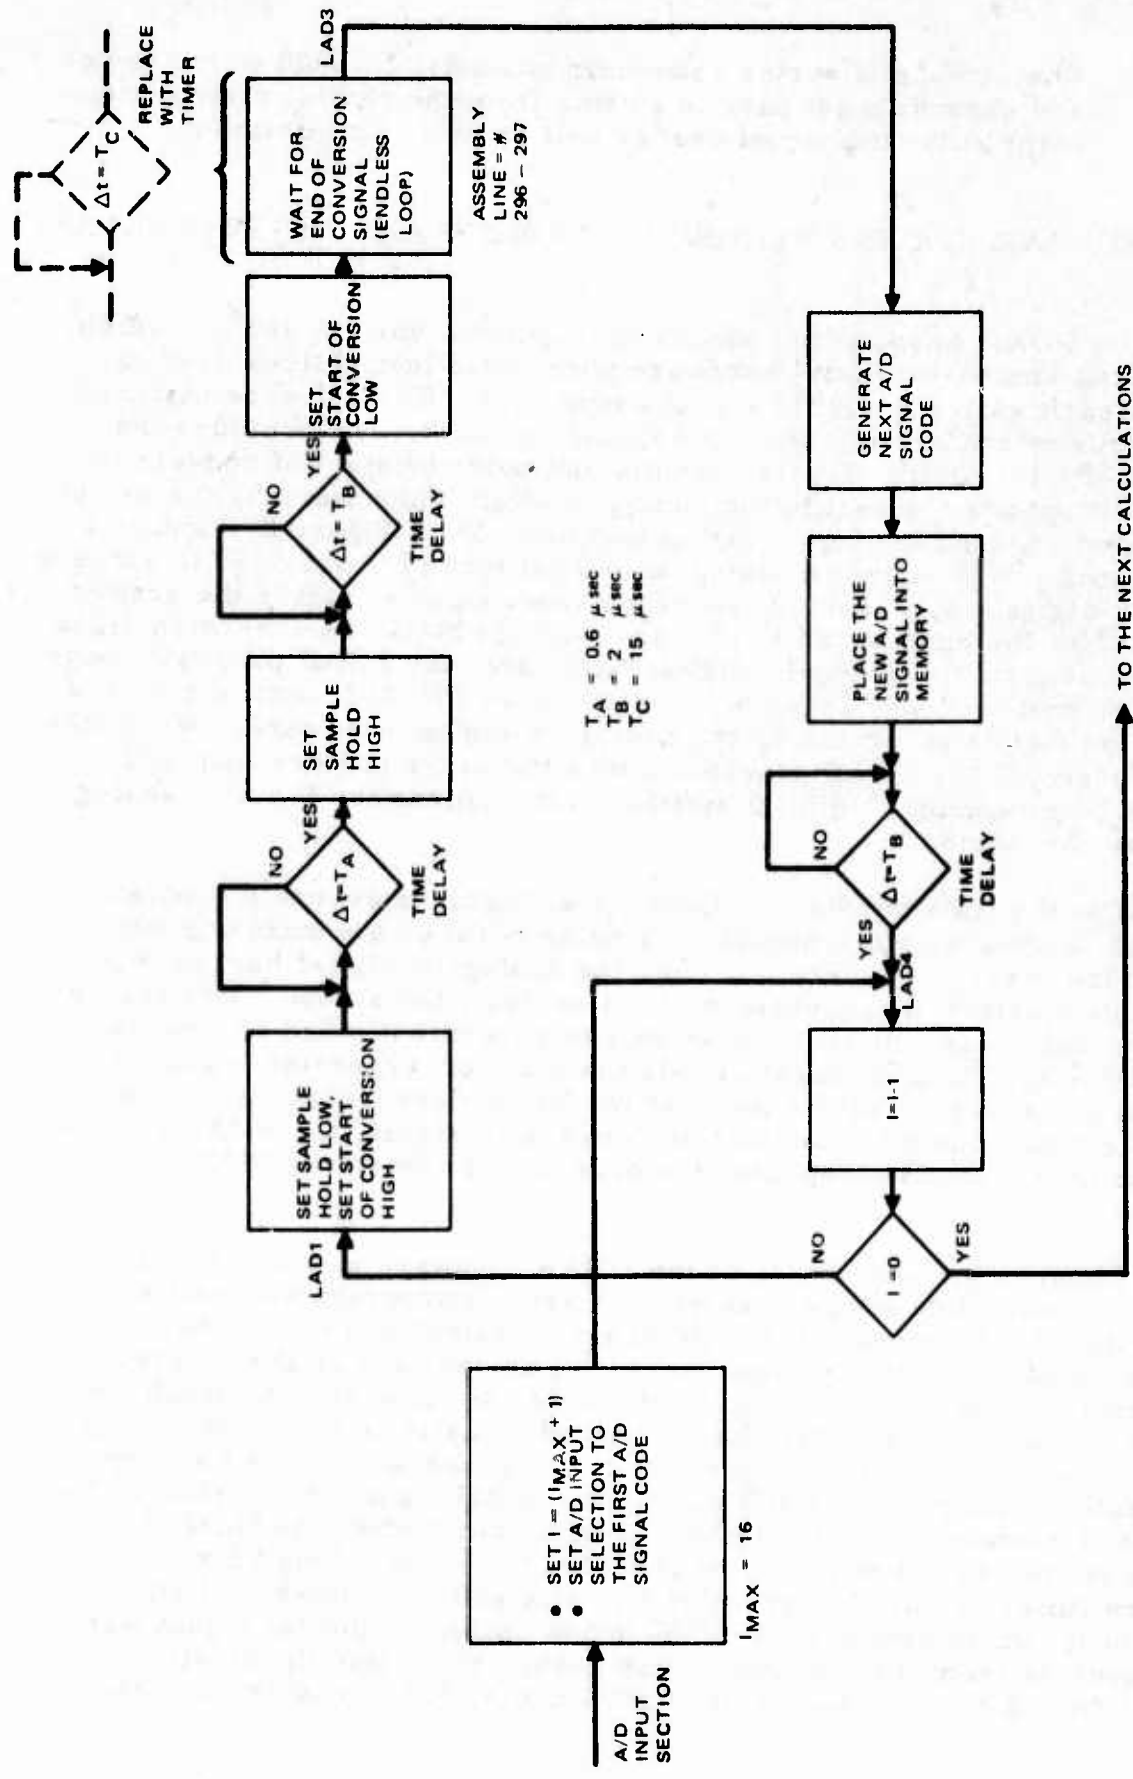 A/D
INPUT
SECTION
• SET I = (IMAX + 1)
• SET A/D INPUT
SELECTION TO
THE FIRST A/D
SIGNAL CODE
IMAX = 16
LAD1
SET SAMPLE
HOLD LOW,
SET START
OF CONVERSION
HIGH
NO
Δt=TA
YES
TIME
DELAY
SET
SAMPLE
HOLD
HIGH
NO
Δt=TB
YES
TIME
DELAY
SET
START OF
CONVERSION
LOW
WAIT FOR
END OF
CONVERSION
SIGNAL
(ENDLESS
LOOP)
ASSEMBLY
LINE = #
296 – 297
Δt=TC
REPLACE
WITH
TIMER
LAD3
TA = 0.6 μ sec
TB = 2 μ sec
TC = 15 μ sec
GENERATE
NEXT A/D
SIGNAL
CODE
PLACE THE
NEW A/D
SIGNAL INTO
MEMORY
NO
Δt=TB
YES
TIME
DELAY
LAD4
I=I-1
NO
I =0
YES
TO THE NEXT CALCULATIONS